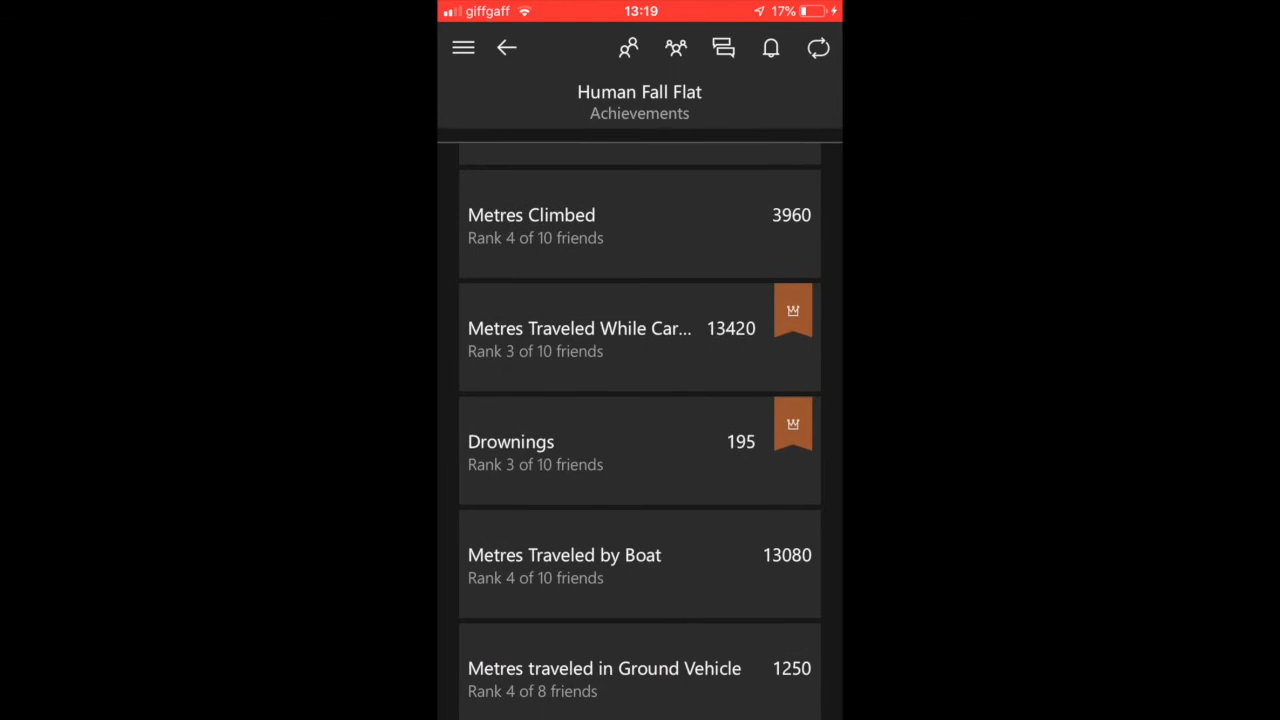 giffgaff 13:19 17%
Human Fall Flat
Achievements
Metres Climbed 3960
Rank 4 of 10 friends
Metres Traveled While Car... 13420
Rank 3 of 10 friends
Drownings 195
Rank 3 of 10 friends
Metres Traveled by Boat 13080
Rank 4 of 10 friends
Metres traveled in Ground Vehicle 1250
Rank 4 of 8 friends